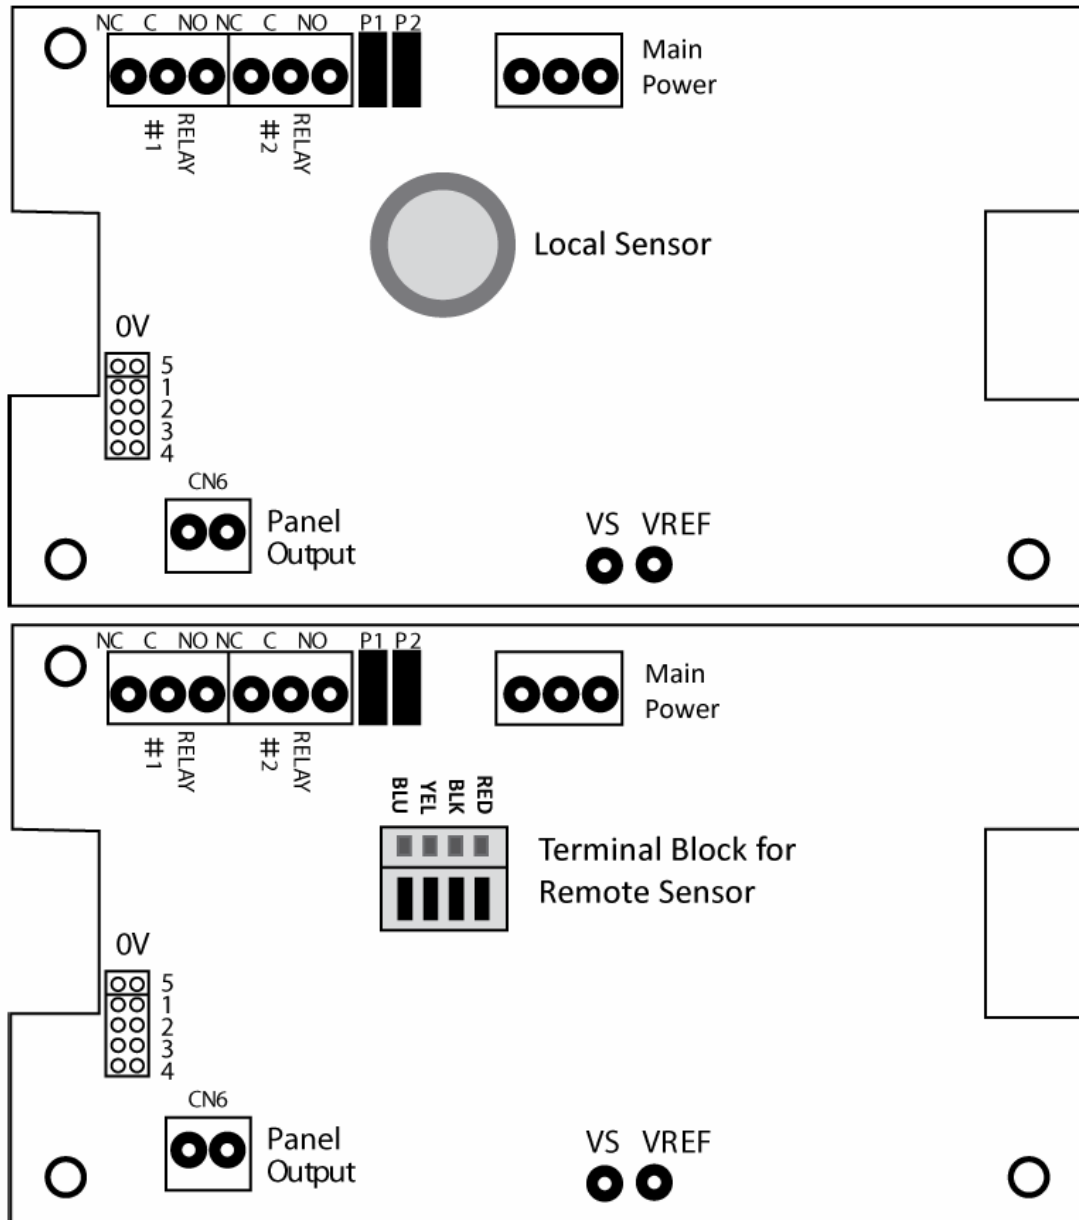 NC C NO NC C NO P1 P2
Main
Power
#1 RELAY #2 RELAY
Local Sensor
0V
5
1
2
3
4
CN6
Panel
Output
VS VREF
NC C NO NC C NO P1 P2
Main
Power
#1 RELAY #2 RELAY
BLU YEL BLK RED
Terminal Block for
Remote Sensor
0V
5
1
2
3
4
CN6
Panel
Output
VS VREF